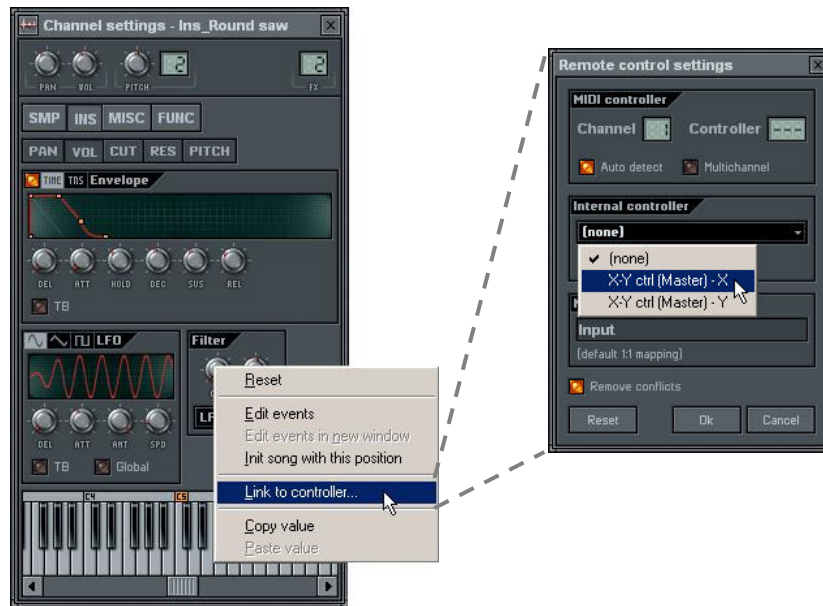 Channel settings - Ins_Round saw
PAN VOL PITCH FX
SMP INS MISC FUNC
PAN VOL CUT RES PITCH
TIME TNS Envelope
DEL ATT HOLD DEC SUS REL
TB
LFO
DEL ATT AMT SPD
TB Global
Filter
C4 C5
Reset
Edit events
Edit events in new window
Init song with this position
Link to controller...
Copy value
Paste value
Remote control settings
MIDI controller
Channel 1 Controller ---
Auto detect Multichannel
Internal controller
(none)
(none)
X-Y ctrl (Master) - X
X-Y ctrl (Master) - Y
Input
(default 1:1 mapping)
Remove conflicts
Reset Ok Cancel